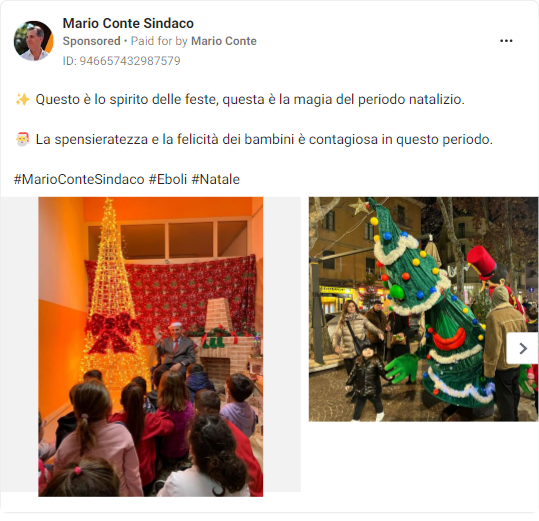 Mario Conte Sindaco
Sponsored • Paid for by Mario Conte
ID: 946657432987579
✨ Questo è lo spirito delle feste, questa è la magia del periodo natalizio.
🎅 La spensieratezza e la felicità dei bambini è contagiosa in questo periodo.
#MarioConteSindaco #Eboli #Natale